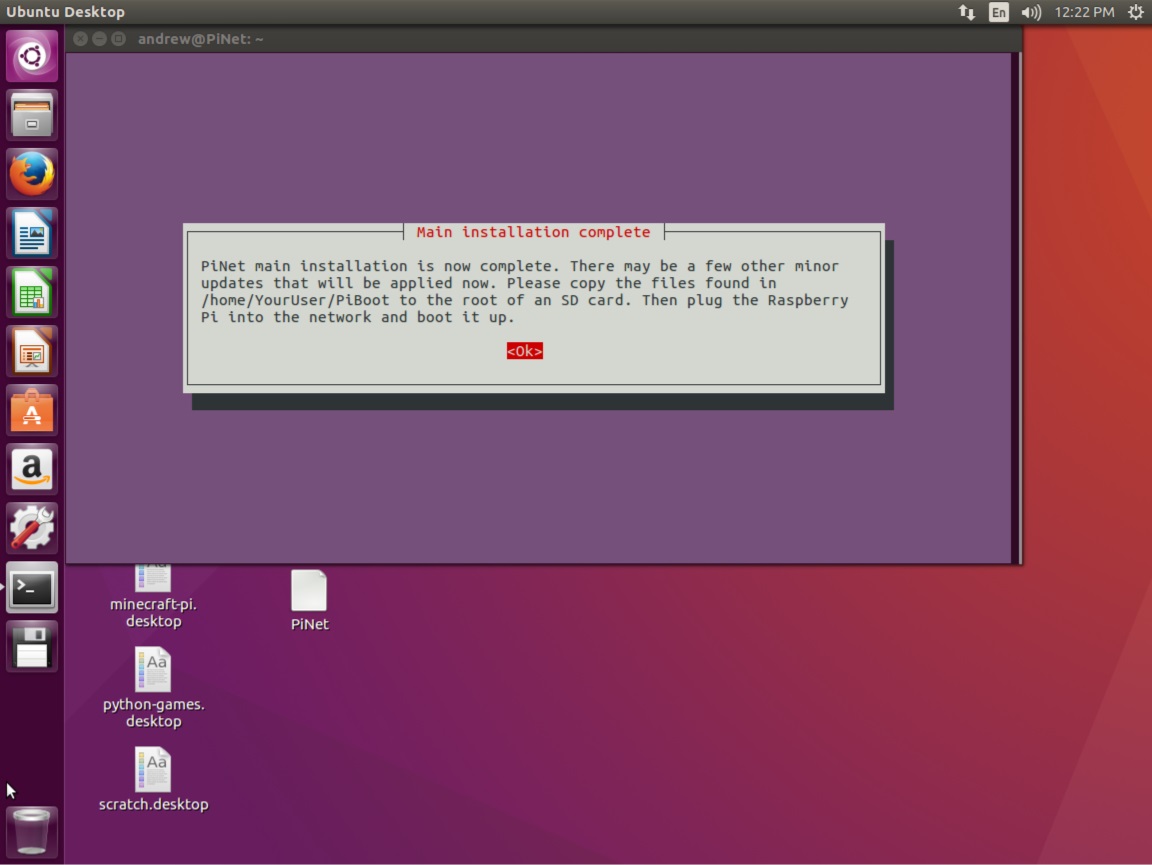 Ubuntu Desktop
En
12:22 PM
andrew@PiNet: ~
Main installation complete
PiNet main installation is now complete. There may be a few other minor
updates that will be applied now. Please copy the files found in
/home/YourUser/PiBoot to the root of an SD card. Then plug the Raspberry
Pi into the network and boot it up.
<Ok>
minecraft-pi.
desktop
PiNet
Aa
python-games.
desktop
Aa
scratch.desktop